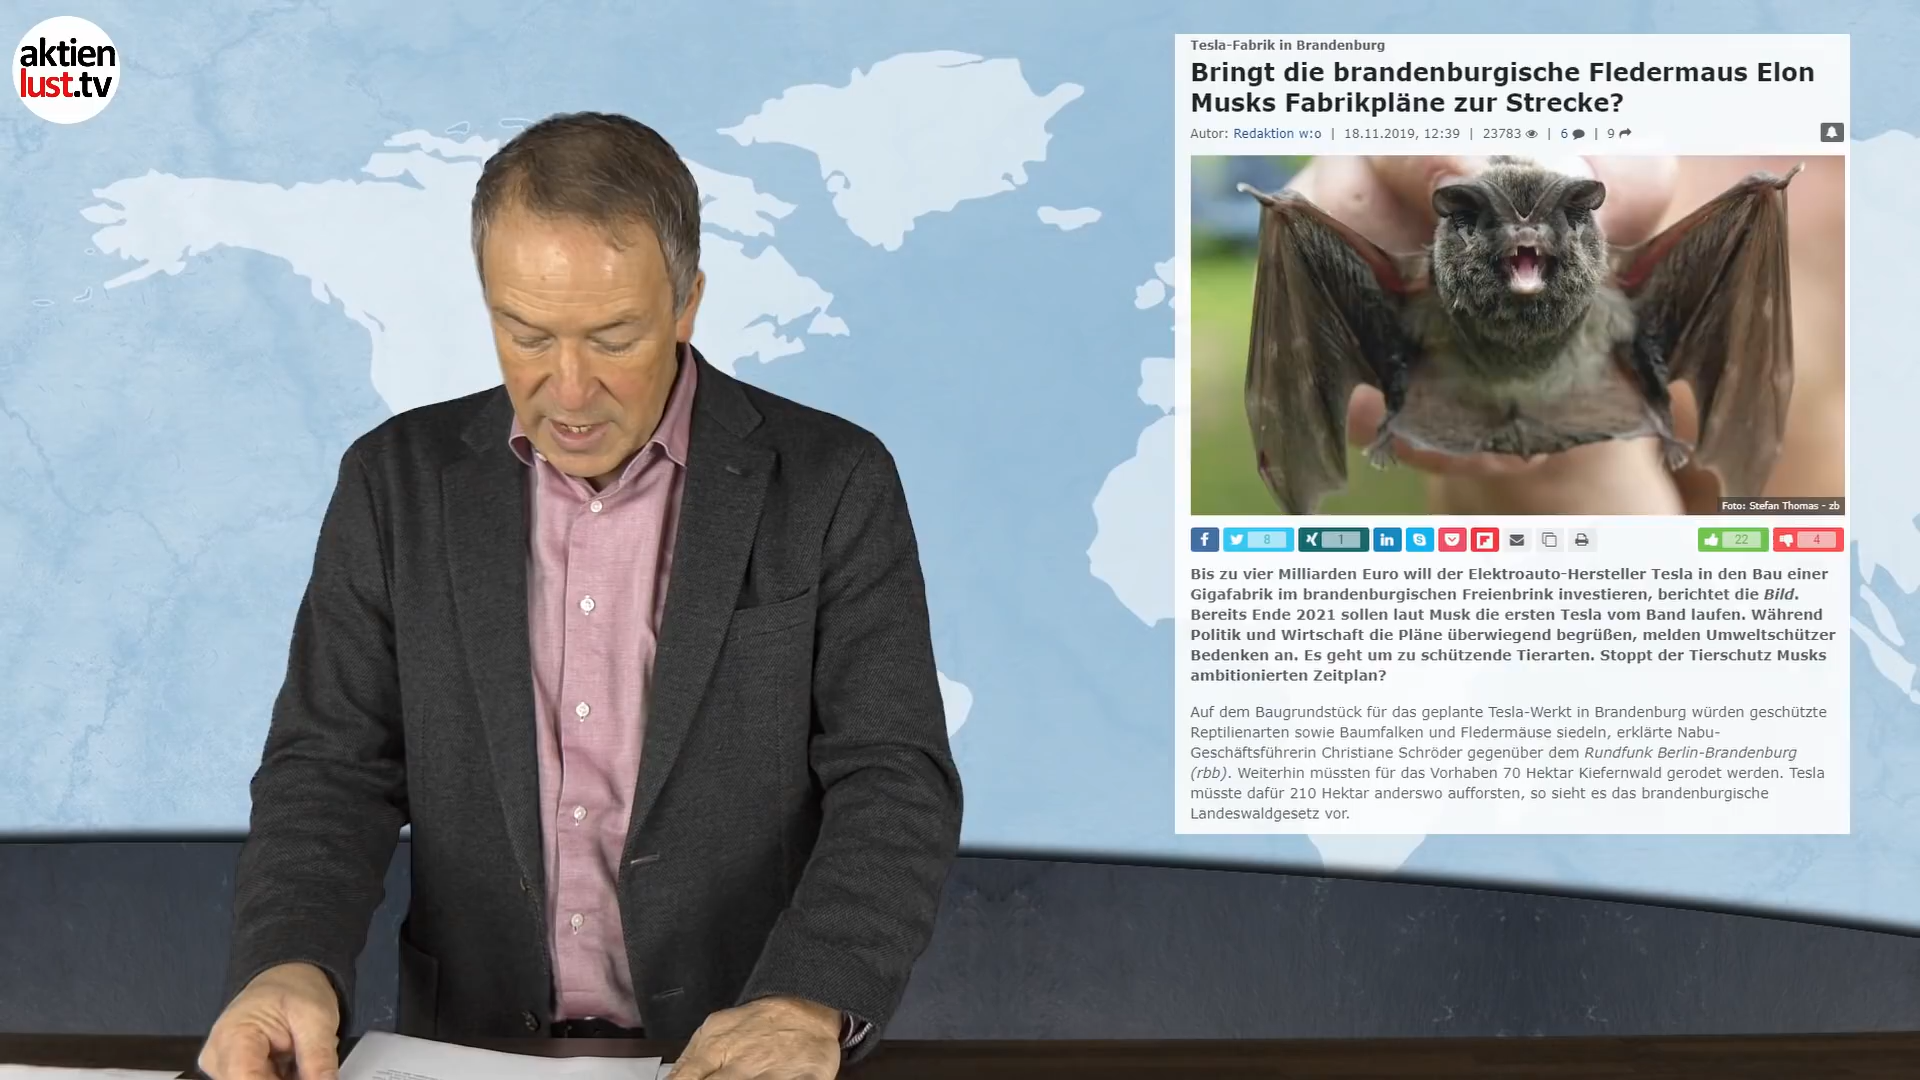 aktien
lust.tv
Tesla-Fabrik in Brandenburg
Bringt die brandenburgische Fledermaus Elon
Musks Fabrikpläne zur Strecke?
Autor: Redaktion w:o | 18.11.2019, 12:39 | 23783 | 6 | 9
Foto: Stefan Thomas - zb
8 1 22 4
Bis zu vier Milliarden Euro will der Elektroauto-Hersteller Tesla in den Bau einer
Gigafabrik im brandenburgischen Freienbrink investieren, berichtet die Bild.
Bereits Ende 2021 sollen laut Musk die ersten Tesla vom Band laufen. Während
Politik und Wirtschaft die Pläne überwiegend begrüßen, melden Umweltschützer
Bedenken an. Es geht um zu schützende Tierarten. Stoppt der Tierschutz Musks
ambitionierten Zeitplan?
Auf dem Baugrundstück für das geplante Tesla-Werkt in Brandenburg würden geschützte
Reptilienarten sowie Baumfalken und Fledermäuse siedeln, erklärte Nabu-
Geschäftsführerin Christiane Schröder gegenüber dem Rundfunk Berlin-Brandenburg
(rbb). Weiterhin müssten für das Vorhaben 70 Hektar Kiefernwald gerodet werden. Tesla
müsste dafür 210 Hektar anderswo aufforsten, so sieht es das brandenburgische
Landeswaldgesetz vor.